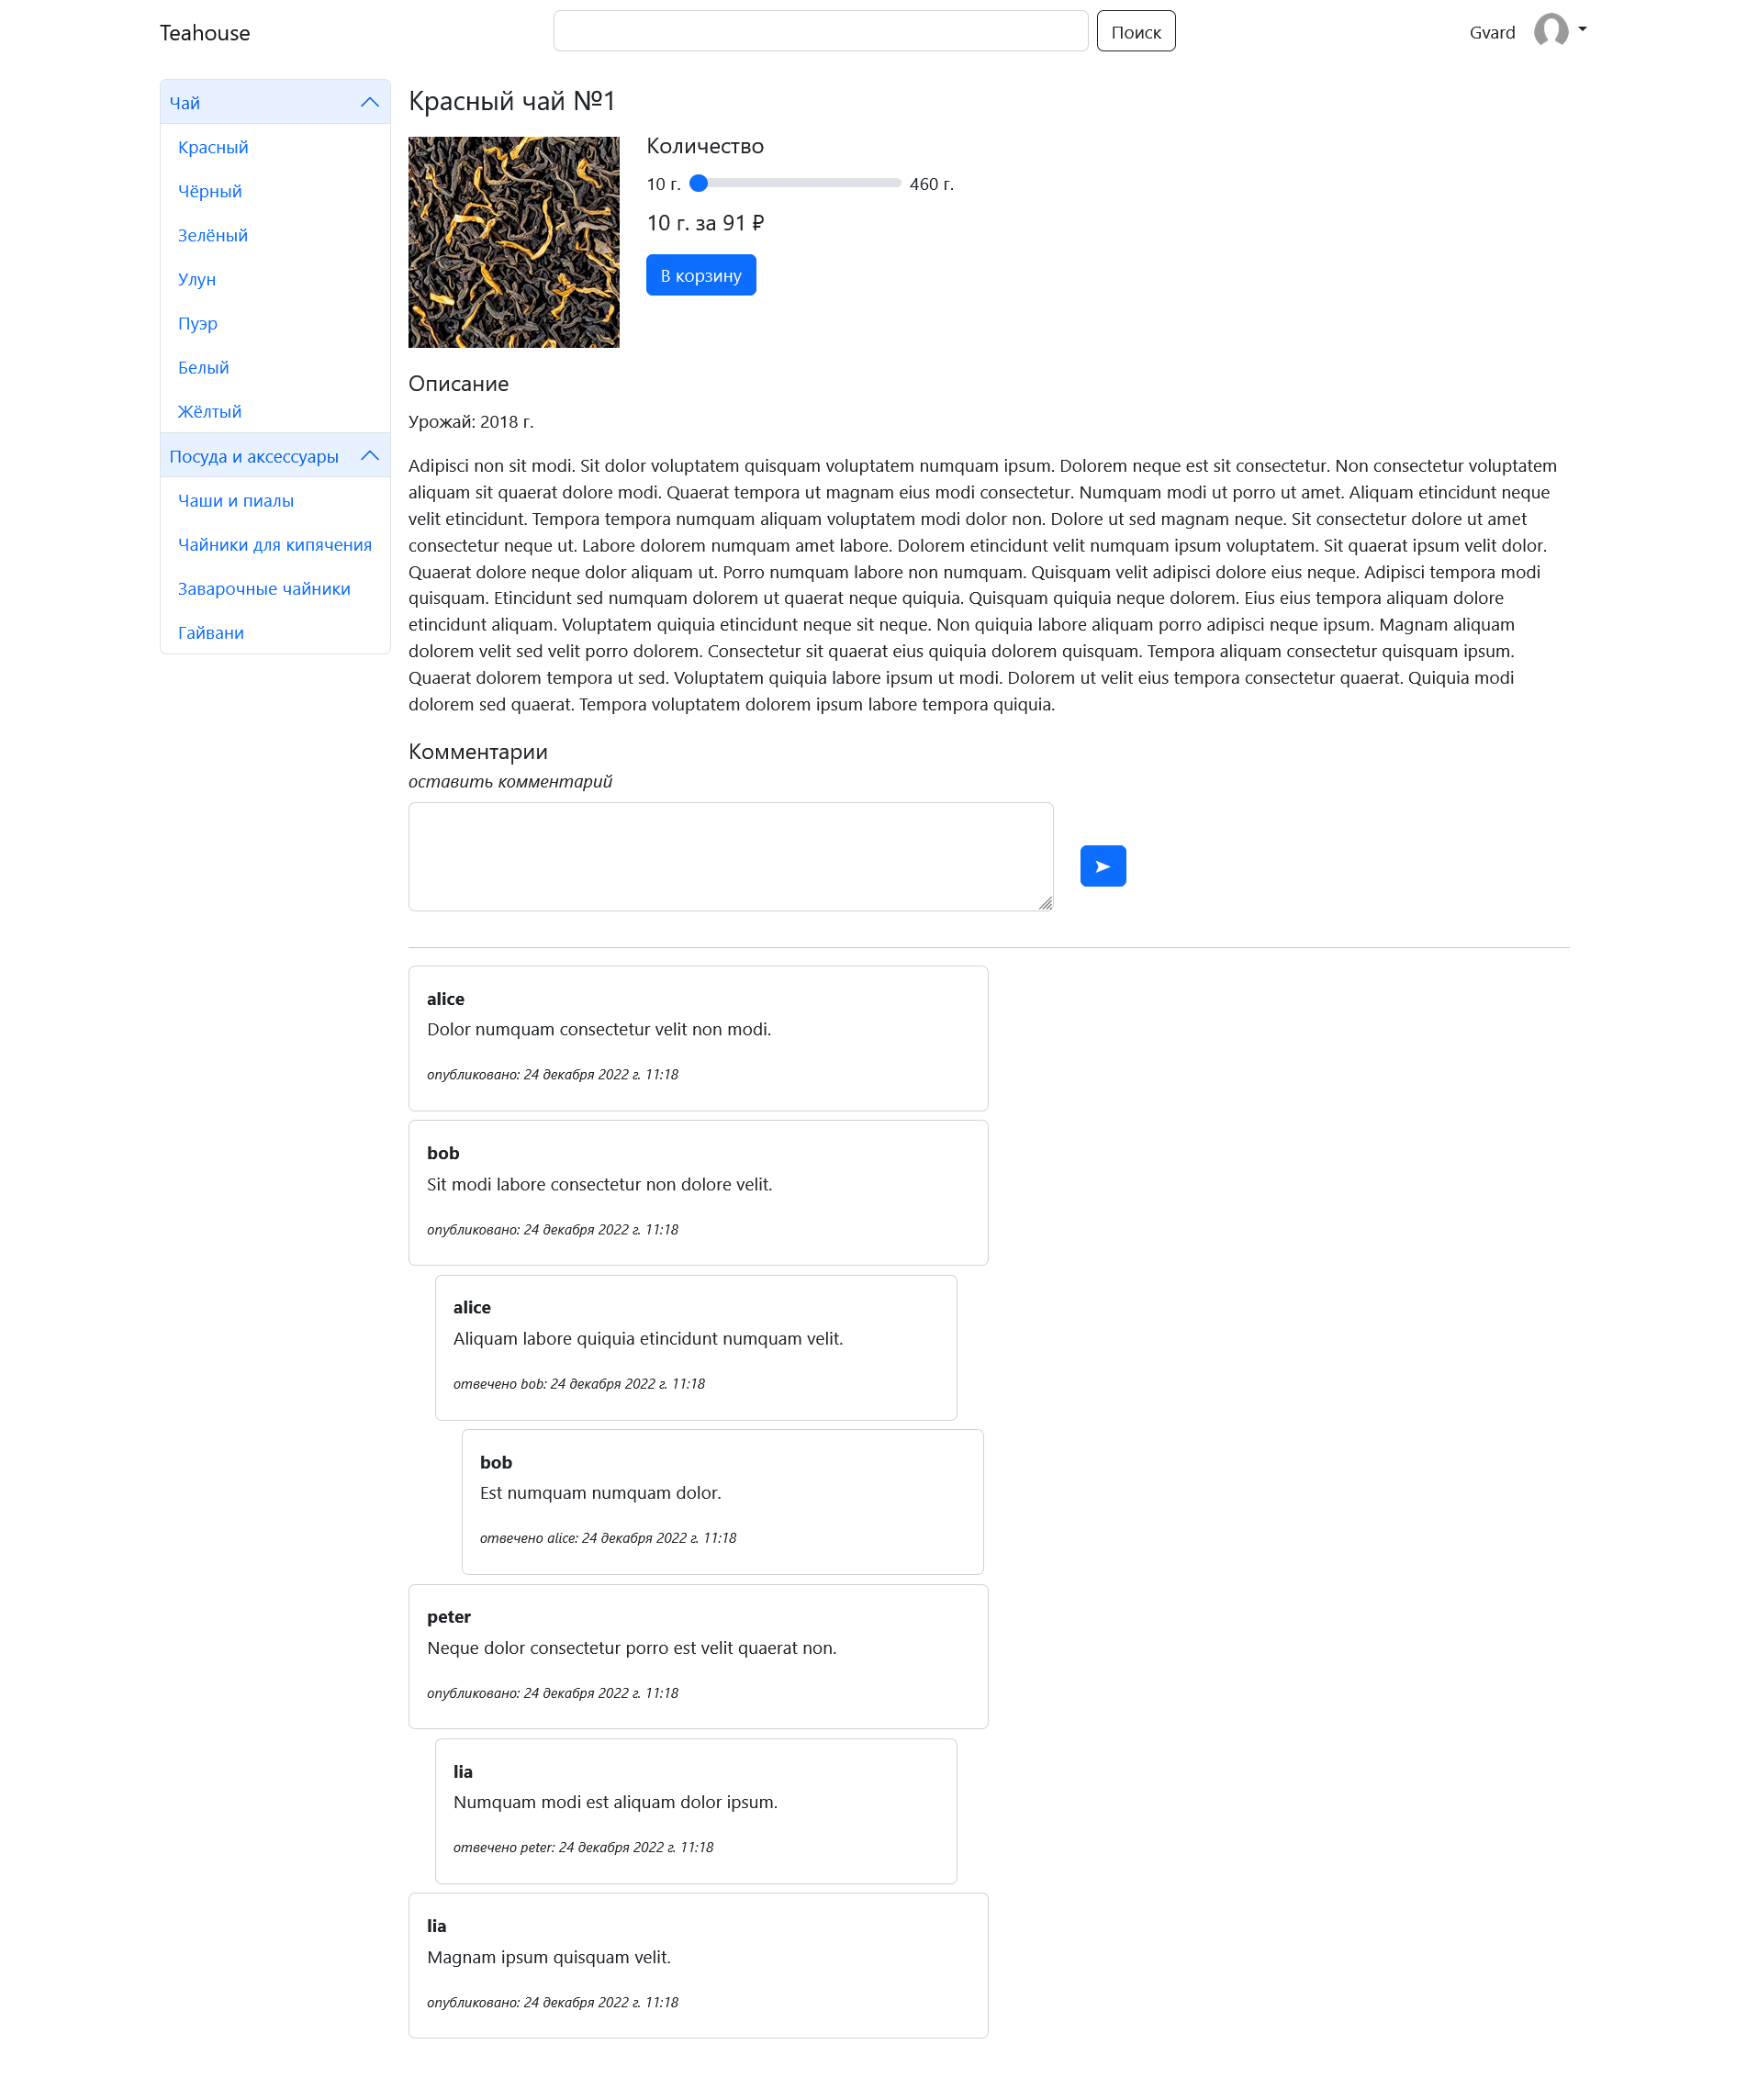 Teahouse
Поиск
Gvard
Чай
Красный
Чёрный
Зелёный
Улун
Пуэр
Белый
Жёлтый
Посуда и аксессуары
Чаши и пиалы
Чайники для кипячения
Заварочные чайники
Гайвани
Красный чай №1
Количество
10 г.
460 г.
10 г. за 91 ₽
В корзину
Описание
Урожай: 2018 г.
Adipisci non sit modi. Sit dolor voluptatem quisquam voluptatem numquam ipsum. Dolorem neque est sit consectetur. Non consectetur voluptatem
aliquam sit quaerat dolore modi. Quaerat tempora ut magnam eius modi consectetur. Numquam modi ut porro ut amet. Aliquam etincidunt neque
velit etincidunt. Tempora tempora numquam aliquam voluptatem modi dolor non. Dolore ut sed magnam neque. Sit consectetur dolore ut amet
consectetur neque ut. Labore dolorem numquam amet labore. Dolorem etincidunt velit numquam ipsum voluptatem. Sit quaerat ipsum velit dolor.
Quaerat dolore neque dolor aliquam ut. Porro numquam labore non numquam. Quisquam velit adipisci dolore eius neque. Adipisci tempora modi
quisquam. Etincidunt sed numquam dolorem ut quaerat neque quiquia. Quisquam quiquia neque dolorem. Eius eius tempora aliquam dolore
etincidunt aliquam. Voluptatem quiquia etincidunt neque sit neque. Non quiquia labore aliquam porro adipisci neque ipsum. Magnam aliquam
dolorem velit sed velit porro dolorem. Consectetur sit quaerat eius quiquia dolorem quisquam. Tempora aliquam consectetur quisquam ipsum.
Quaerat dolorem tempora ut sed. Voluptatem quiquia labore ipsum ut modi. Dolorem ut velit eius tempora consectetur quaerat. Quiquia modi
dolorem sed quaerat. Tempora voluptatem dolorem ipsum labore tempora quiquia.
Комментарии
оставить комментарий
alice
Dolor numquam consectetur velit non modi.
опубликовано: 24 декабря 2022 г. 11:18
bob
Sit modi labore consectetur non dolore velit.
опубликовано: 24 декабря 2022 г. 11:18
alice
Aliquam labore quiquia etincidunt numquam velit.
отвечено bob: 24 декабря 2022 г. 11:18
bob
Est numquam numquam dolor.
отвечено alice: 24 декабря 2022 г. 11:18
peter
Neque dolor consectetur porro est velit quaerat non.
опубликовано: 24 декабря 2022 г. 11:18
lia
Numquam modi est aliquam dolor ipsum.
отвечено peter: 24 декабря 2022 г. 11:18
lia
Magnam ipsum quisquam velit.
опубликовано: 24 декабря 2022 г. 11:18